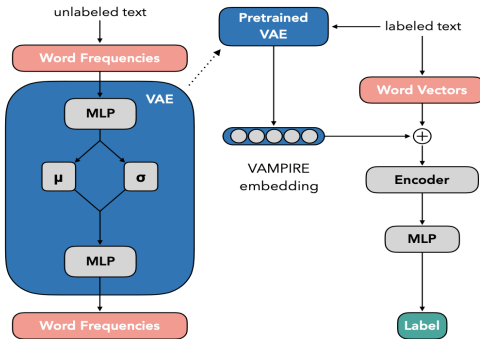 unlabeled text
Word Frequencies
VAE
MLP
μ
σ
MLP
Word Frequencies
Pretrained
VAE
labeled text
Word Vectors
VAMPIRE
embedding
Encoder
MLP
Label